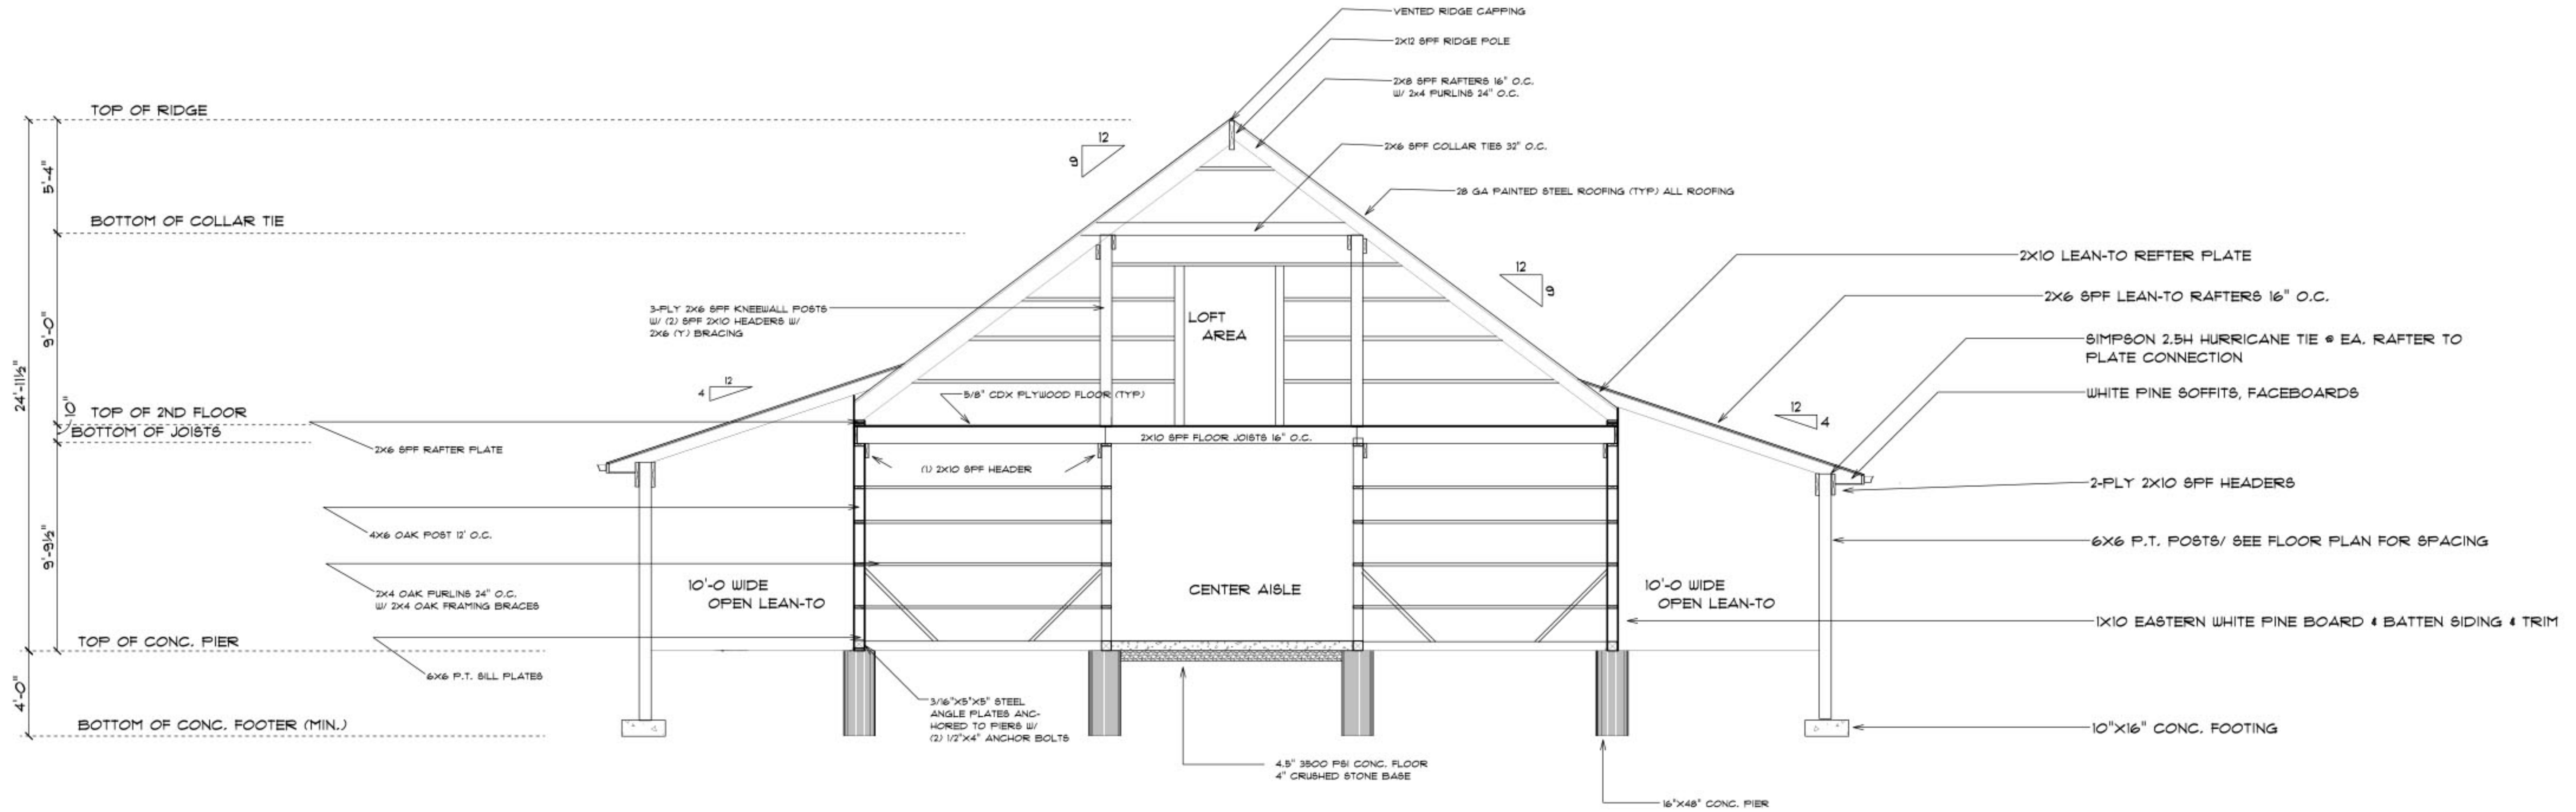 VENTED RIDGE CAPPING
2X12 SPF RIDGE POLE
2X8 SPF RAFTERS 16" O.C.
W/ 2x4 PURLINS 24" O.C.
TOP OF RIDGE
12
9
2X6 SPF COLLAR TIES 32" O.C.
5'-4"
28 GA PAINTED STEEL ROOFING (TYP) ALL ROOFING
BOTTOM OF COLLAR TIE
2X10 LEAN-TO REFTER PLATE
12
9
2X6 SPF LEAN-TO RAFTERS 16" O.C.
3-PLY 2X6 SPF KNEEWALL POSTS
W/ (2) SPF 2X10 HEADERS W/
2X6 (Y) BRACING
LOFT
AREA
9'-0"
SIMPSON 2.5H HURRICANE TIE @ EA. RAFTER TO
PLATE CONNECTION
24'-11½"
12
4
5/8" CDX PLYWOOD FLOOR (TYP)
WHITE PINE SOFFITS, FACEBOARDS
10"
TOP OF 2ND FLOOR
12
4
BOTTOM OF JOISTS
2X10 SPF FLOOR JOISTS 16" O.C.
2X6 SPF RAFTER PLATE
(1) 2X10 SPF HEADER
2-PLY 2X10 SPF HEADERS
4X6 OAK POST 12' O.C.
6X6 P.T. POSTS/ SEE FLOOR PLAN FOR SPACING
9'-9½"
2X4 OAK PURLINS 24" O.C.
W/ 2X4 OAK FRAMING BRACES
10'-0 WIDE
OPEN LEAN-TO
CENTER AISLE
10'-0 WIDE
OPEN LEAN-TO
1X10 EASTERN WHITE PINE BOARD & BATTEN SIDING & TRIM
TOP OF CONC. PIER
6X6 P.T. SILL PLATES
4'-0"
3/16"X5"X5" STEEL
ANGLE PLATES ANC-
HORED TO PIERS W/
(2) 1/2"X4" ANCHOR BOLTS
BOTTOM OF CONC. FOOTER (MIN.)
10"X16" CONC. FOOTING
4.5" 3500 PSI CONC. FLOOR
4" CRUSHED STONE BASE
16"X48" CONC. PIER